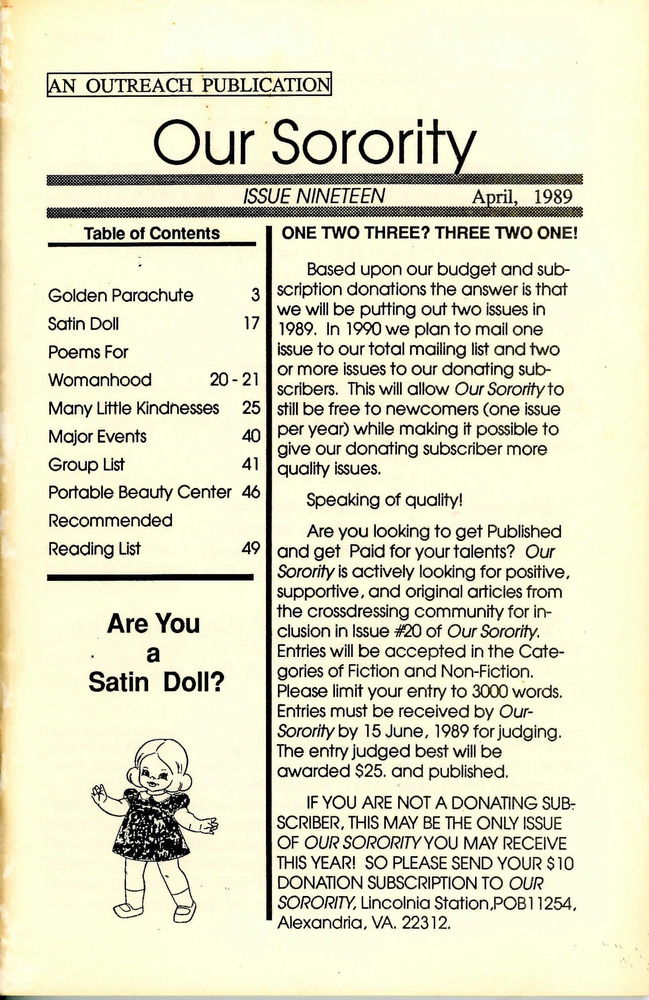 AN OUTREACH PUBLICATION
Our Sorority
ISSUE NINETEEN April, 1989
Table of Contents
Golden Parachute 3
Satin Doll 17
Poems For
Womanhood 20 - 21
Many Little Kindnesses 25
Major Events 40
Group List 41
Portable Beauty Center 46
Recommended
Reading List 49
Are You
a
Satin Doll?
ONE TWO THREE? THREE TWO ONE!
Based upon our budget and sub-
scription donations the answer is that
we will be putting out two issues in
1989. In 1990 we plan to mail one
issue to our total mailing list and two
or more issues to our donating sub-
scribers. This will allow Our Sorority to
still be free to newcomers (one issue
per year) while making it possible to
give our donating subscriber more
quality issues.
Speaking of quality!
Are you looking to get Published
and get Paid for your talents? Our
Sorority is actively looking for positive,
supportive, and original articles from
the crossdressing community for in-
clusion in Issue #20 of Our Sorority.
Entries will be accepted in the Cate-
gories of Fiction and Non-Fiction.
Please limit your entry to 3000 words.
Entries must be received by Our-
Sorority by 15 June, 1989 for judging.
The entry judged best will be
awarded $25. and published.
IF YOU ARE NOT A DONATING SUB-
SCRIBER, THIS MAY BE THE ONLY ISSUE
OF OUR SORORITY YOU MAY RECEIVE
THIS YEAR! SO PLEASE SEND YOUR $10
DONATION SUBSCRIPTION TO OUR
SORORITY, Lincolnia Station,POB11254,
Alexandria, VA. 22312.